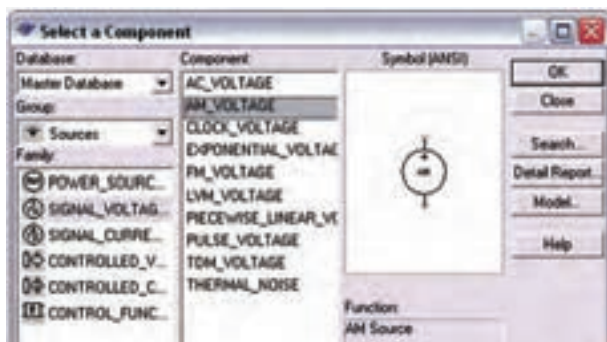 Select a Component
Database:
Master Database
Group:
Sources
Family:
POWER_SOURC...
SIGNAL_VOLTAG...
SIGNAL_CURRE...
CONTROLLED_V...
CONTROLLED_C...
CONTROL_FUNC...
Component:
AC_VOLTAGE
AM_VOLTAGE
CLOCK_VOLTAGE
EXPONENTIAL_VOLTAE
FM_VOLTAGE
LVM_VOLTAGE
PIECEWISE_LINEAR_VC
PULSE_VOLTAGE
TDM_VOLTAGE
THERMAL_NOISE
Symbol (ANSI)
AM
Function:
AM Source
OK
Close
Search...
Detail Report...
Model...
Help